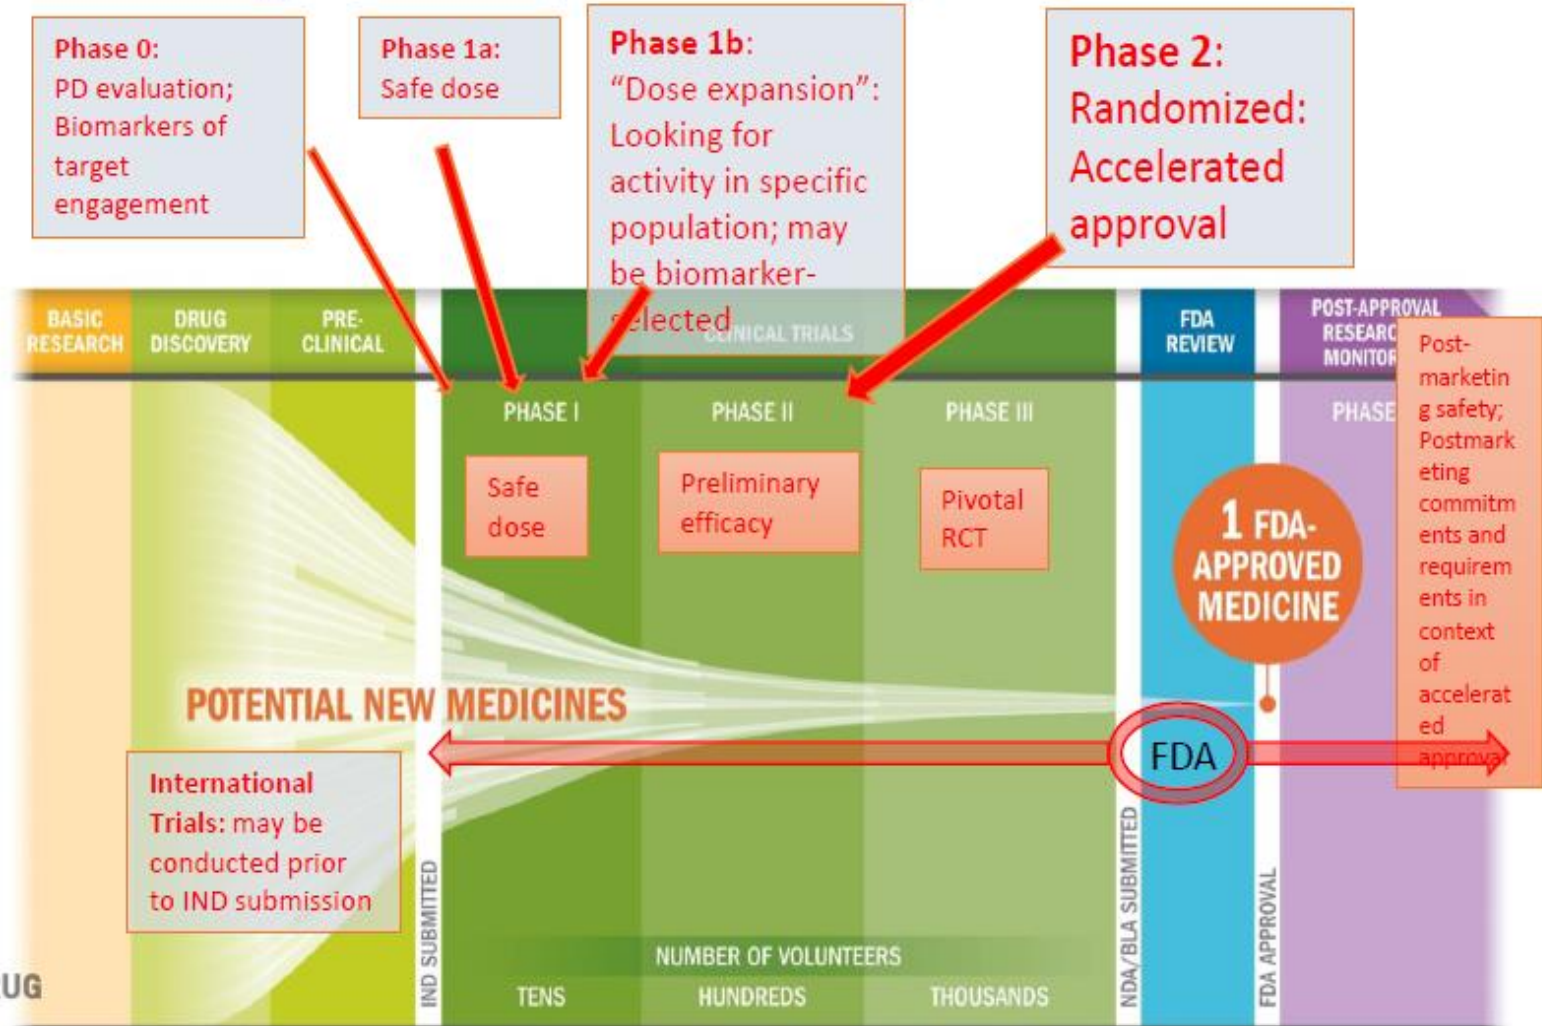 Phase 0:
PD evaluation;
Biomarkers of
target
engagement
Phase 1a:
Safe dose
Phase 1b:
“Dose expansion”:
Looking for
activity in specific
population; may
be biomarker-
selected
Phase 2:
Randomized:
Accelerated
approval
BASIC
RESEARCH
DRUG
DISCOVERY
PRE-
CLINICAL
CLINICAL TRIALS
FDA
REVIEW
POST-APPROVAL
MONITOR
PHASE I
PHASE II
PHASE III
PHASE
Safe
dose
Preliminary
efficacy
Pivotal
RCT
1 FDA-
APPROVED
MEDICINE
Post-
marketin
g safety;
Postmark
eting
commitm
ents and
requirem
ents in
context
of
accelerat
ed
approval
POTENTIAL NEW MEDICINES
FDA
International
Trials: may be
conducted prior
to IND submission
IND SUBMITTED
NDA/BLA SUBMITTED
FDA APPROVAL
NUMBER OF VOLUNTEERS
TENS
HUNDREDS
THOUSANDS
UG